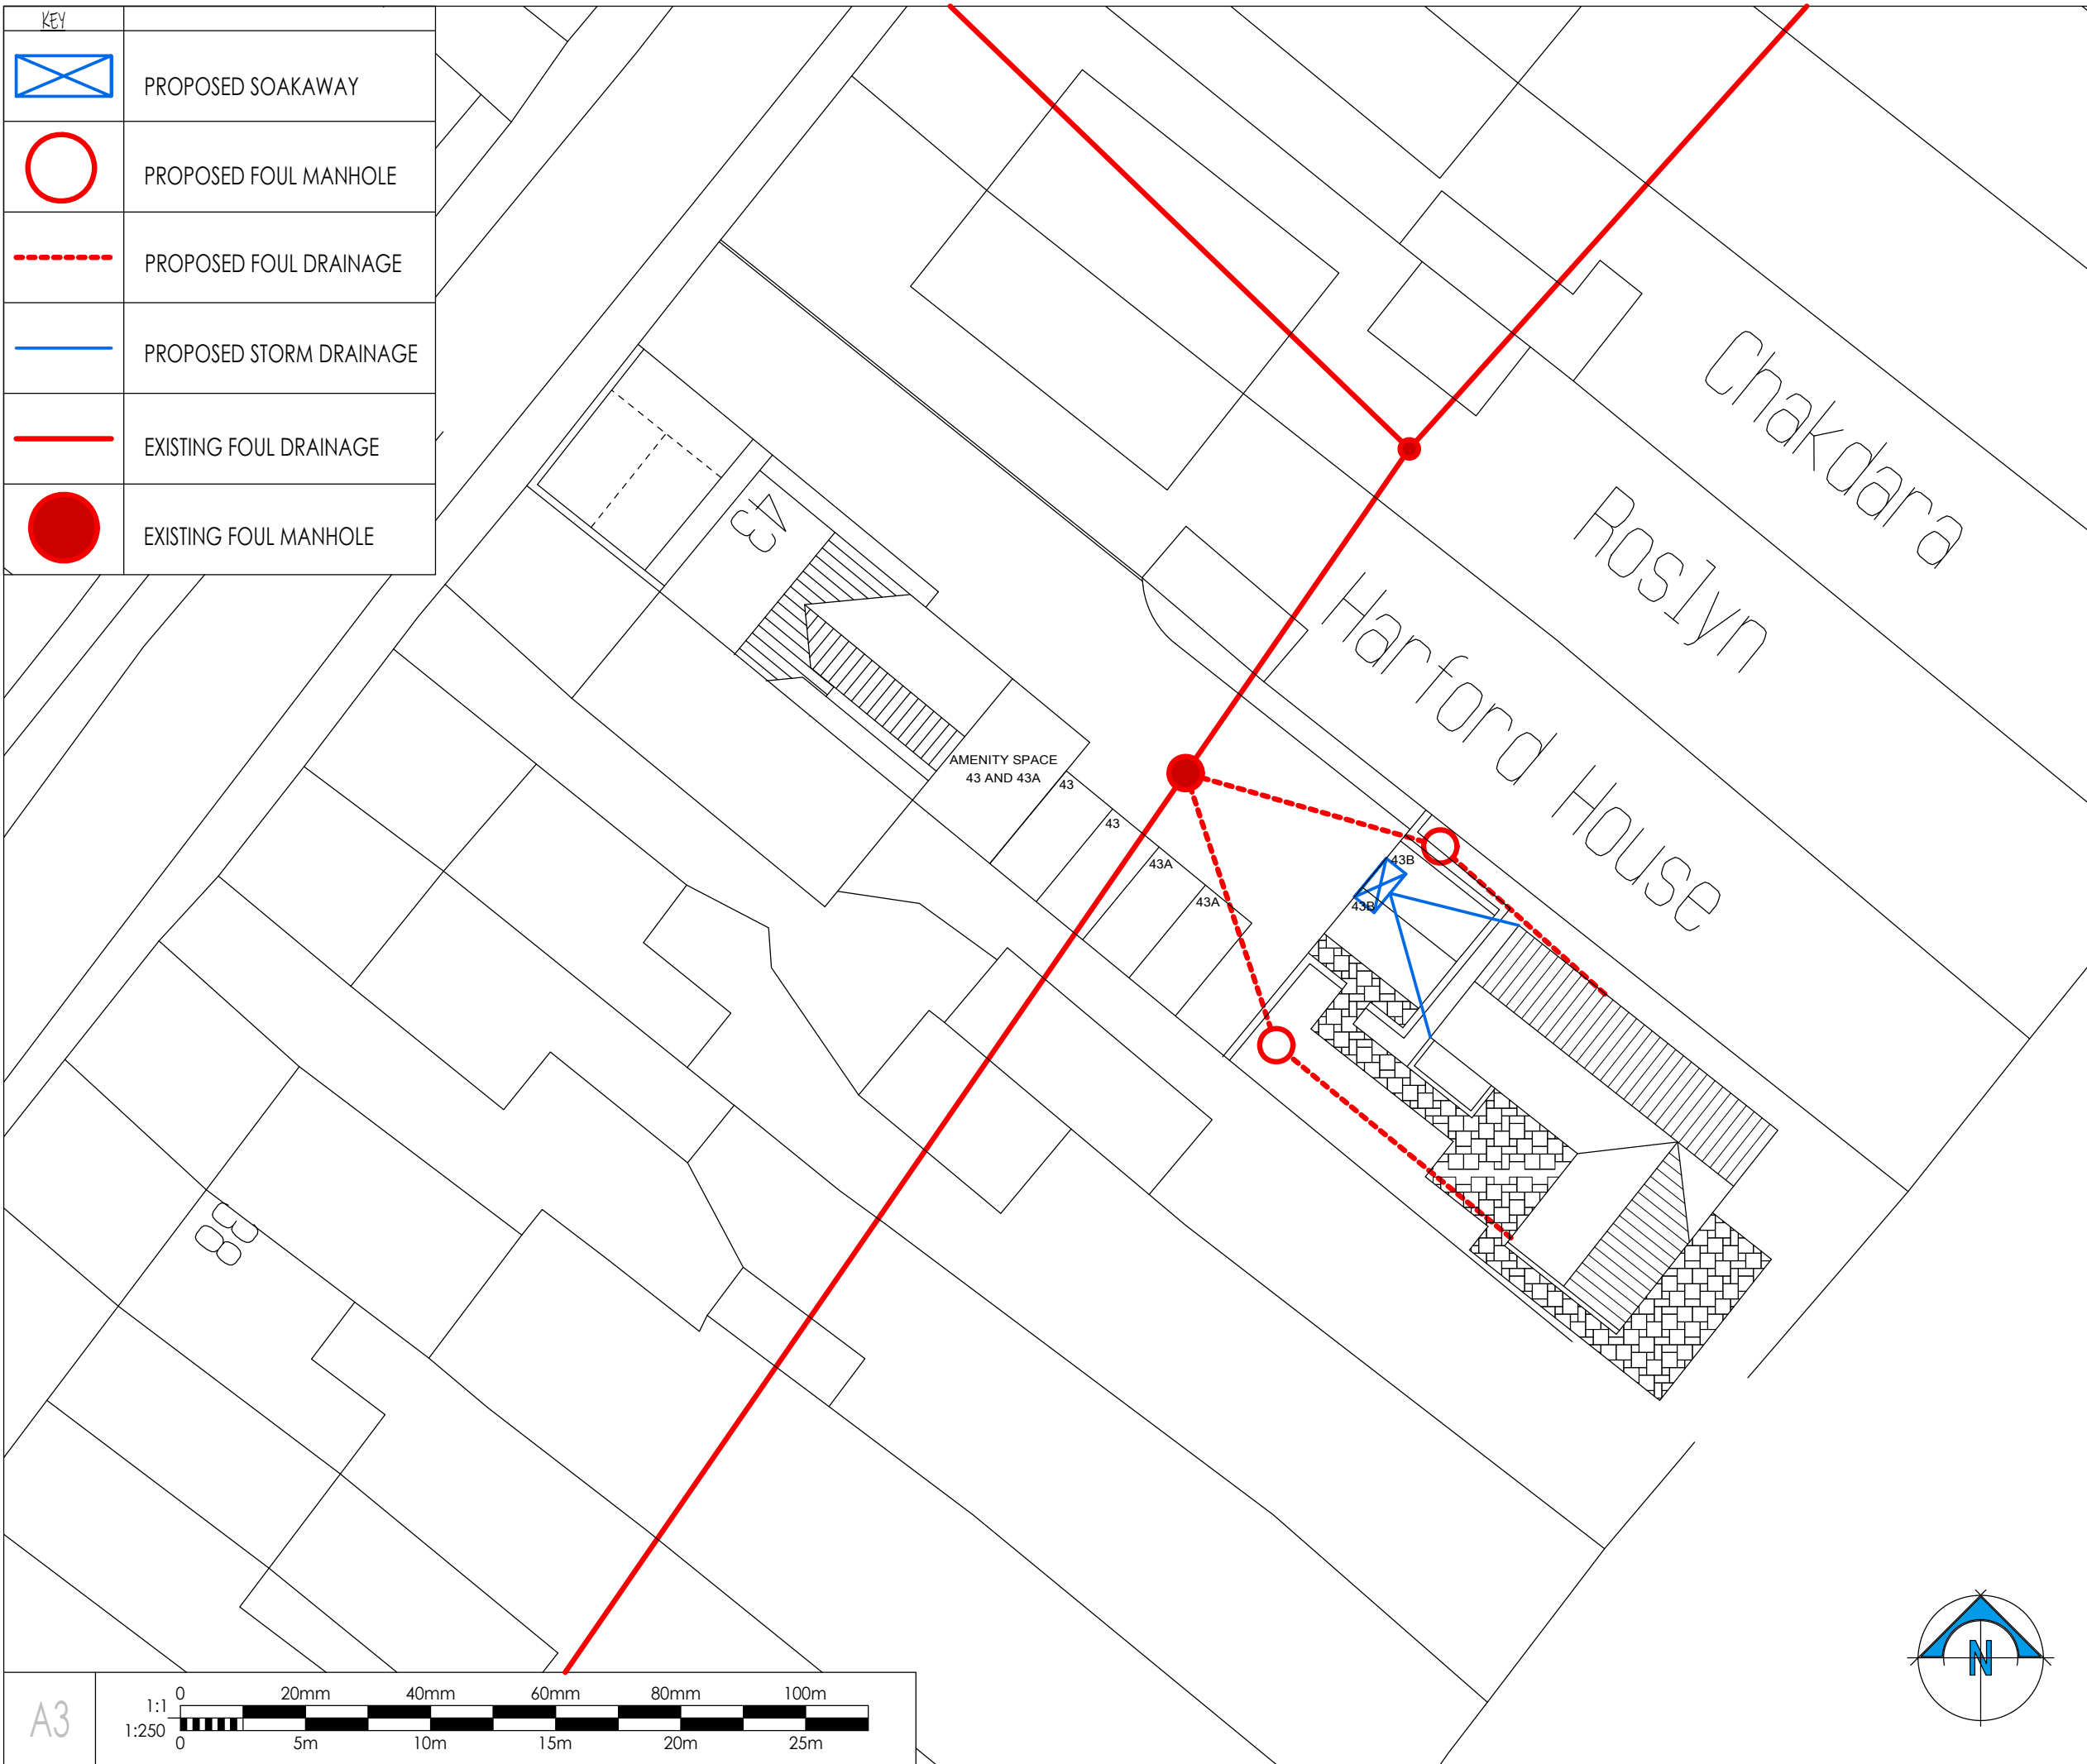 KEY
PROPOSED SOAKAWAY
PROPOSED FOUL MANHOLE
PROPOSED FOUL DRAINAGE
PROPOSED STORM DRAINAGE
EXISTING FOUL DRAINAGE
EXISTING FOUL MANHOLE
Chakdara
Roslyn
Harford House
43
AMENITY SPACE
43 AND 43A
43
43
43A
43A
43B
43B
39
A3
1:1
0 20mm 40mm 60mm 80mm 100m
1:250
0 5m 10m 15m 20m 25m
N